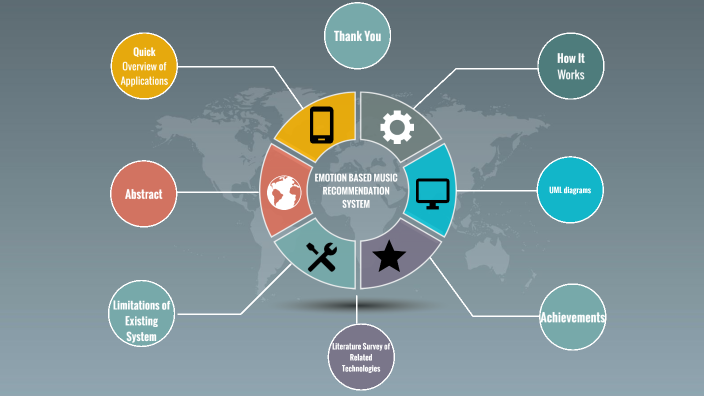 Thank You
Quick
Overview of
Applications
How It
Works
Abstract
EMOTION BASED MUSIC
RECOMMENDATION
SYSTEM
UML diagrams
Limitations of
Existing
System
Achievements
Literature Survey of
Related
Technologies